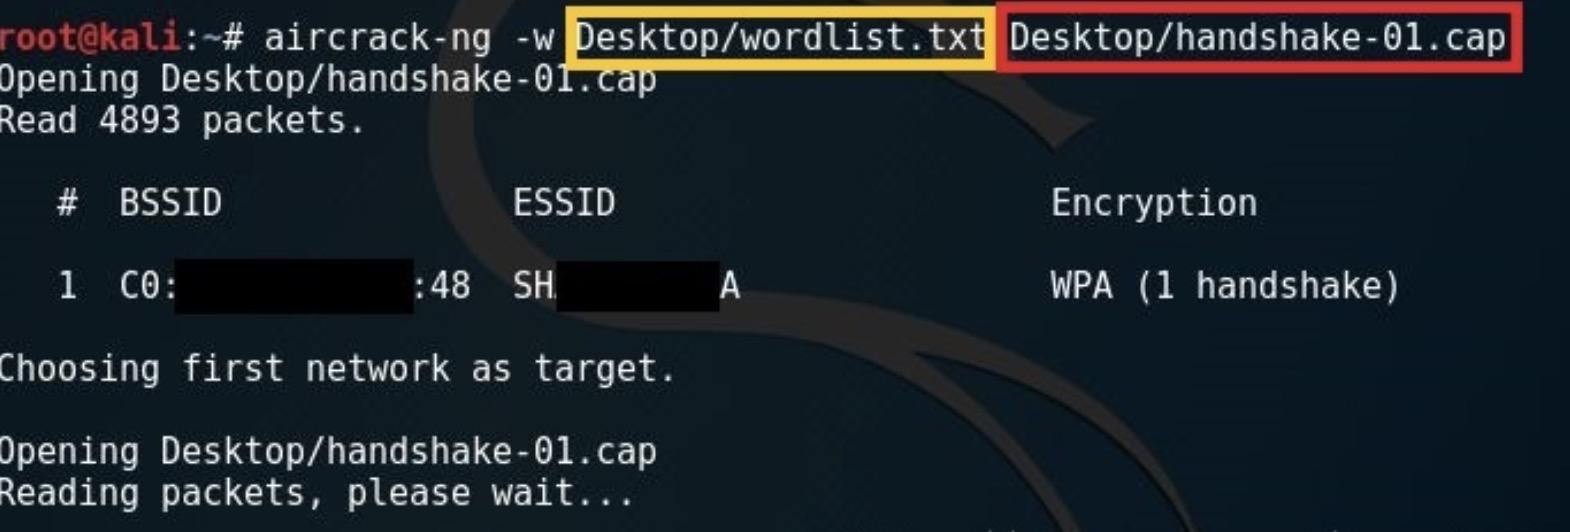 root@kali:~# aircrack-ng -w Desktop/wordlist.txt Desktop/handshake-01.cap
Opening Desktop/handshake-01.cap
Read 4893 packets.
# BSSID ESSID Encryption
1 C0: :48 SH A WPA (1 handshake)
Choosing first network as target.
Opening Desktop/handshake-01.cap
Reading packets, please wait...